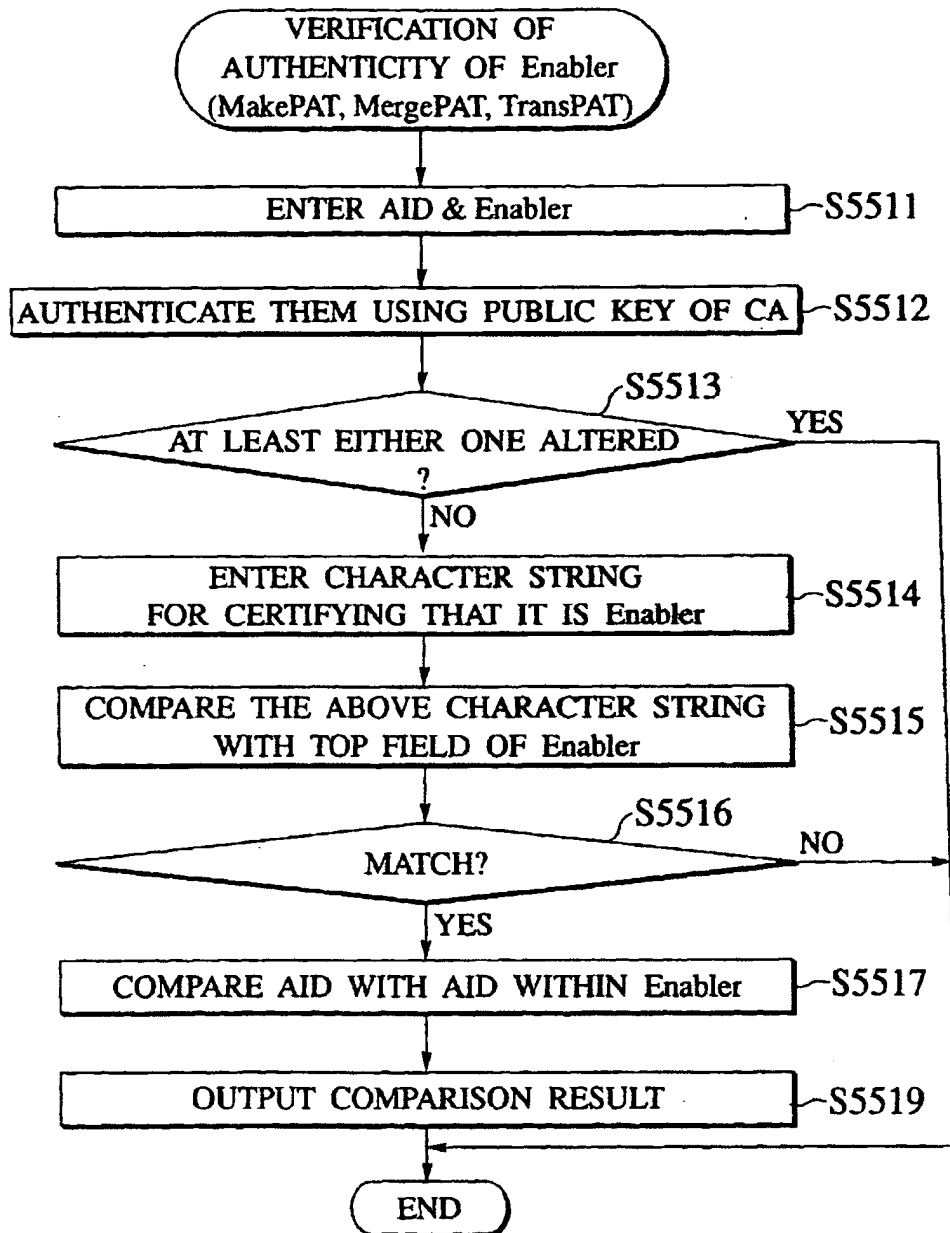 VERIFICATION OF
AUTHENTICITY OF Enabler
(MakePAT, MergePAT, TransPAT)
ENTER AID & Enabler
S5511
AUTHENTICATE THEM USING PUBLIC KEY OF CA
S5512
S5513
AT LEAST EITHER ONE ALTERED
?
YES
NO
ENTER CHARACTER STRING
FOR CERTIFYING THAT IT IS Enabler
S5514
COMPARE THE ABOVE CHARACTER STRING
WITH TOP FIELD OF Enabler
S5515
S5516
MATCH?
NO
YES
COMPARE AID WITH AID WITHIN Enabler
S5517
OUTPUT COMPARISON RESULT
S5519
END